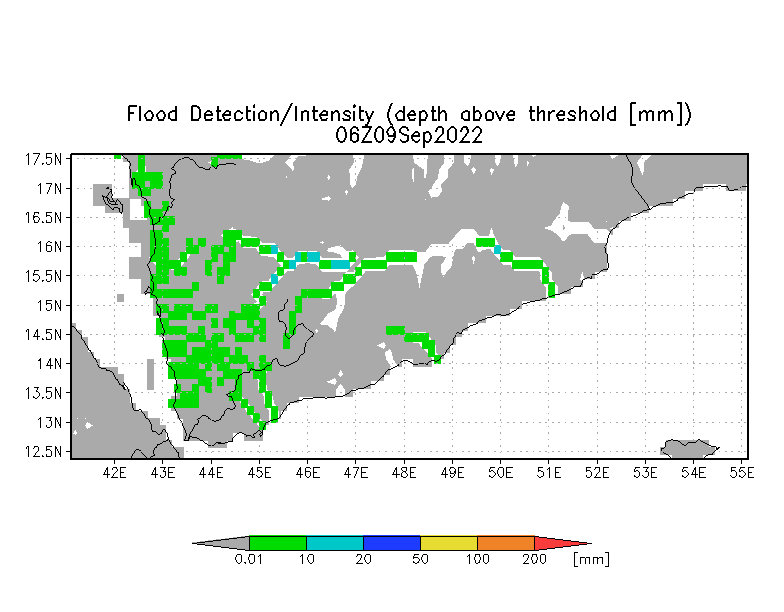 Flood Detection/Intensity (depth above threshold [mm])
06Z09Sep2022
17.5N
17N
16.5N
16N
15.5N
15N
14.5N
14N
13.5N
13N
12.5N
42E 43E 44E 45E 46E 47E 48E 49E 50E 51E 52E 53E 54E 55E
0.01 10 20 50 100 200 [mm]